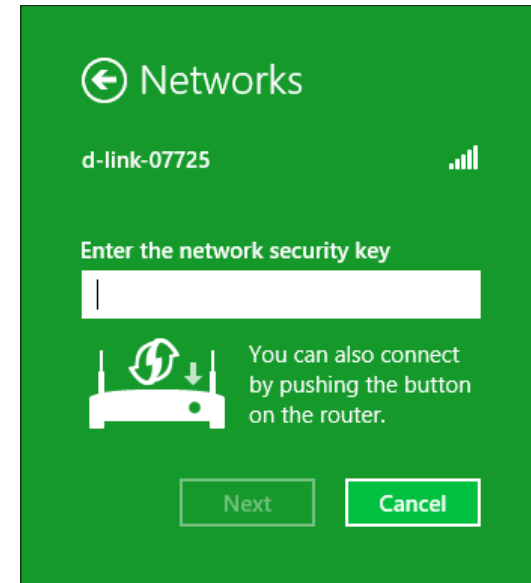 Networks
d-link-07725
Enter the network security key
You can also connect
by pushing the button
on the router.
Next
Cancel